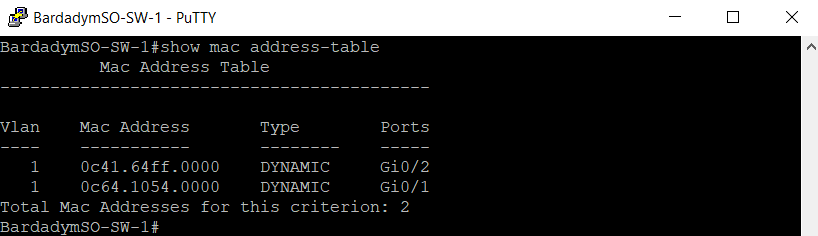 BardadymSO-SW-1 - PuTTY
BardadymSO-SW-1#show mac address-table
          Mac Address Table
-------------------------------------------

Vlan    Mac Address       Type        Ports
----    -----------       --------    -----
   1    0c41.64ff.0000    DYNAMIC     Gi0/2
   1    0c64.1054.0000    DYNAMIC     Gi0/1
Total Mac Addresses for this criterion: 2
BardadymSO-SW-1#